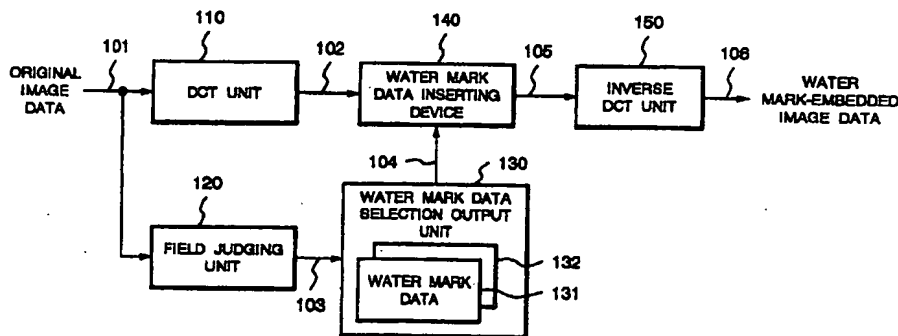 110
140
150
101
102
105
106
ORIGINAL
IMAGE
DATA
DCT UNIT
WATER MARK
DATA INSERTING
DEVICE
INVERSE
DCT UNIT
WATER
MARK-EMBEDDED
IMAGE DATA
104
130
120
FIELD JUDGING
UNIT
103
WATER MARK DATA
SELECTION OUTPUT
UNIT
WATER MARK
DATA
132
131